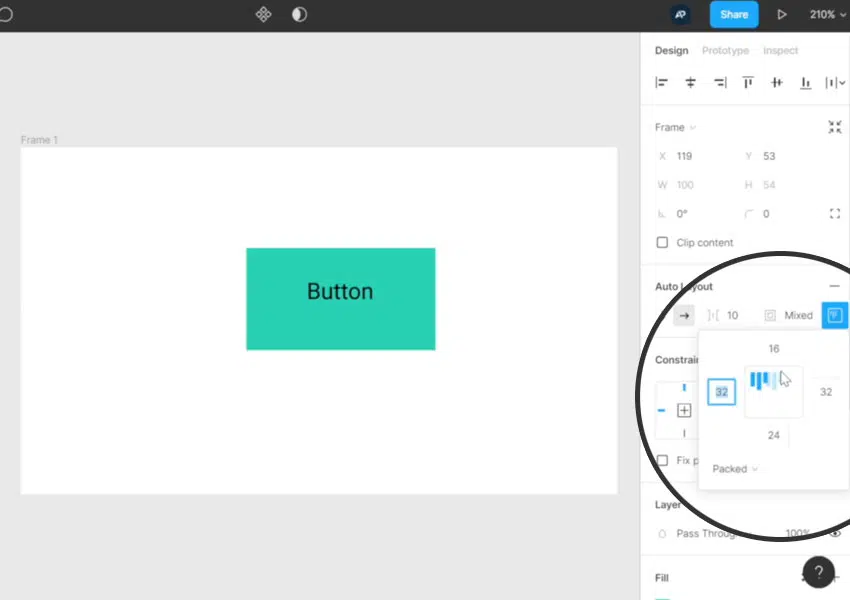 AP
Share
210%
Design Prototype Inspect
Frame 1
Frame
X 119 Y 53
W 100 H 54
0° 0
Clip content
Button
Auto Layout
10 Mixed
16
Constrai
32 32
24
Fix p
Packed
Layer
Pass Throug 100%
Fill
?